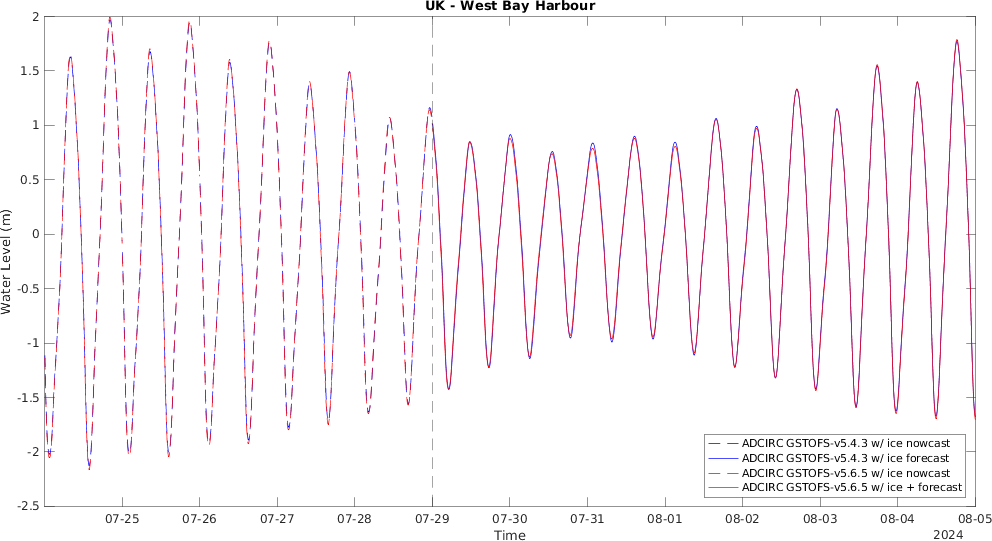 UK - West Bay Harbour
2
1.5
1
0.5
0
-0.5
-1
-1.5
-2
-2.5
Water Level (m)
07-25 07-26 07-27 07-28 07-29 07-30 07-31 08-01 08-02 08-03 08-04 08-05
Time
2024
ADCIRC GSTOFS-v5.4.3 w/ ice nowcast
ADCIRC GSTOFS-v5.4.3 w/ ice forecast
ADCIRC GSTOFS-v5.6.5 w/ ice nowcast
ADCIRC GSTOFS-v5.6.5 w/ ice + forecast